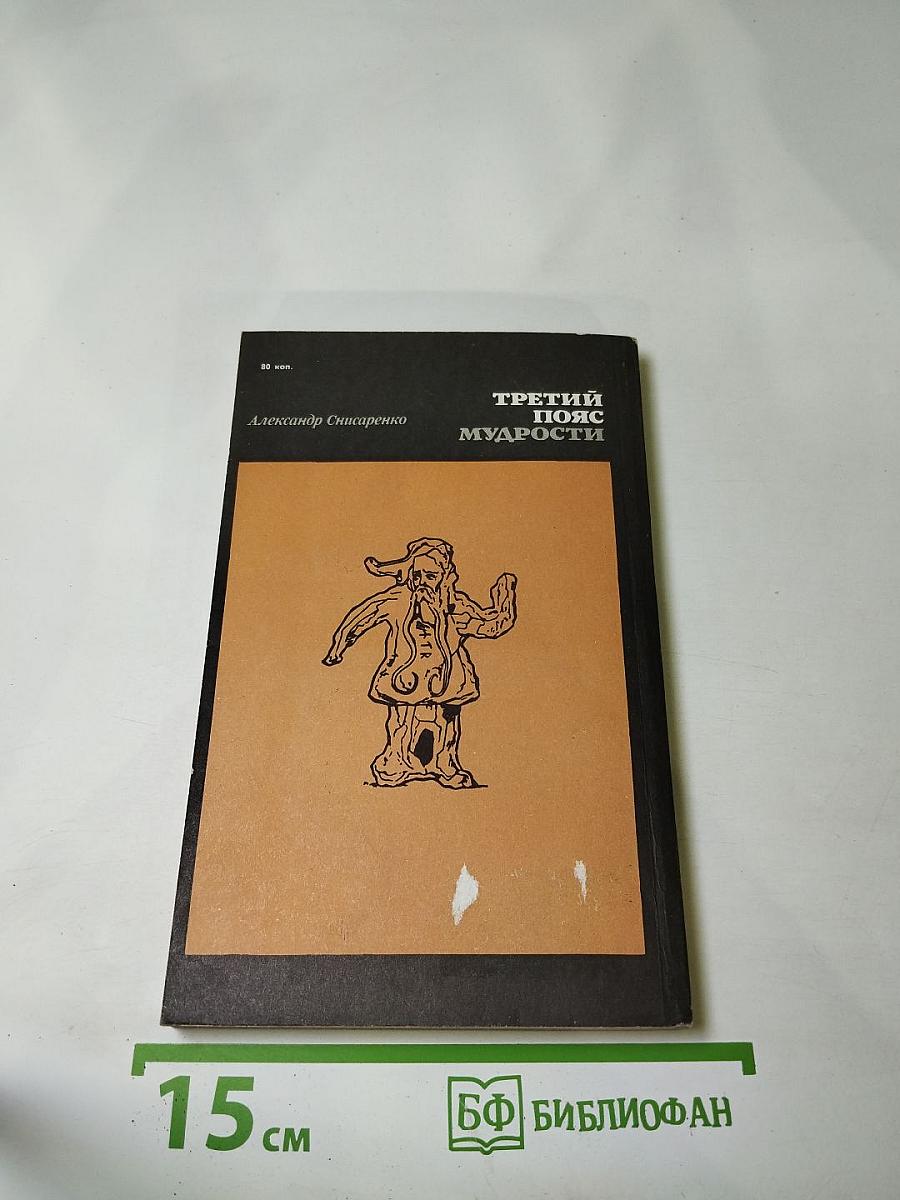 80 коп.
Александр Снисаренко
ТРЕТИЙ
ПОЯС
МУДРОСТИ
15 см
БФ БИБЛИОФАН